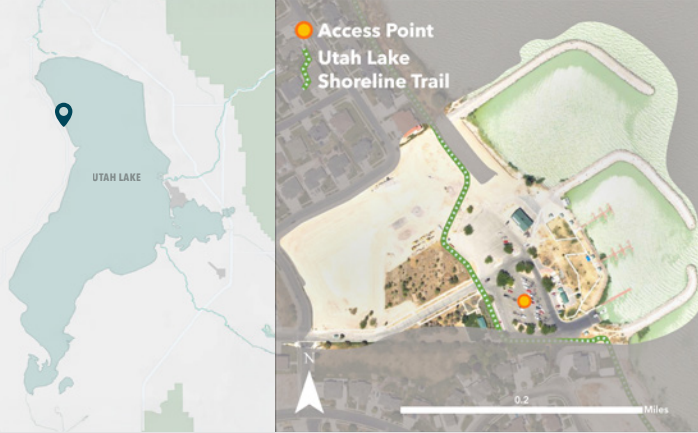 UTAH LAKE
Access Point
Utah Lake
Shoreline Trail
N
0.2
Miles